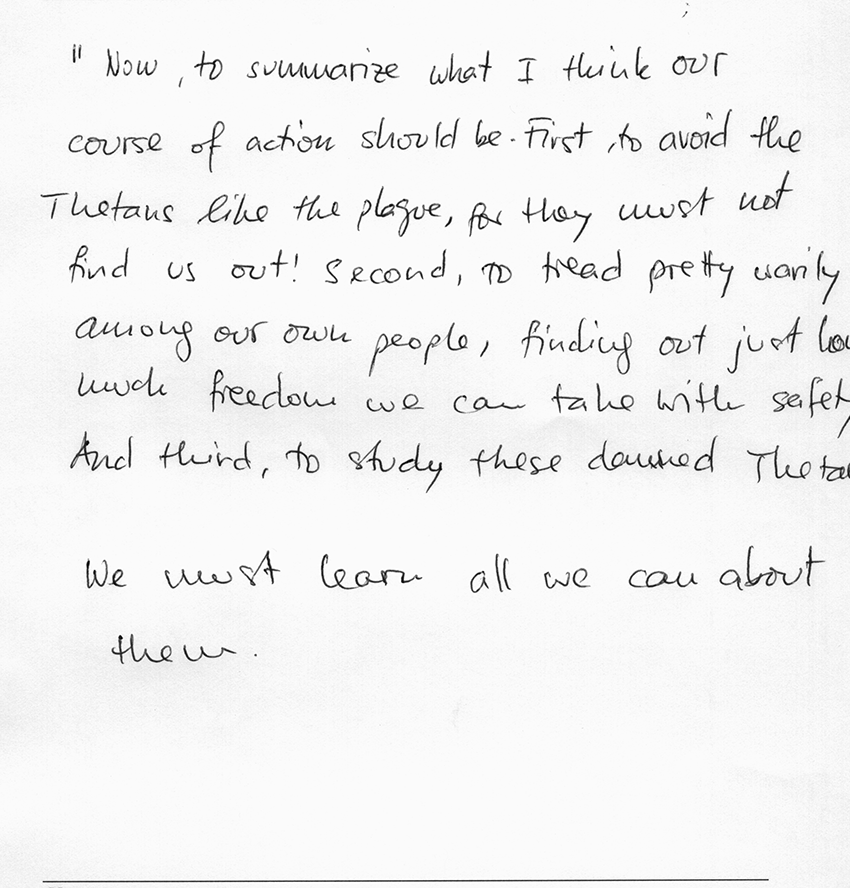 " Now, to summarize what I think our
course of action should be. First, to avoid the
Thetans like the plague, for they must not
find us out! Second, to tread pretty warily
among our own people, finding out just
much freedom we can take with safety
And third, to study these damned
We must learn all we can about
them.